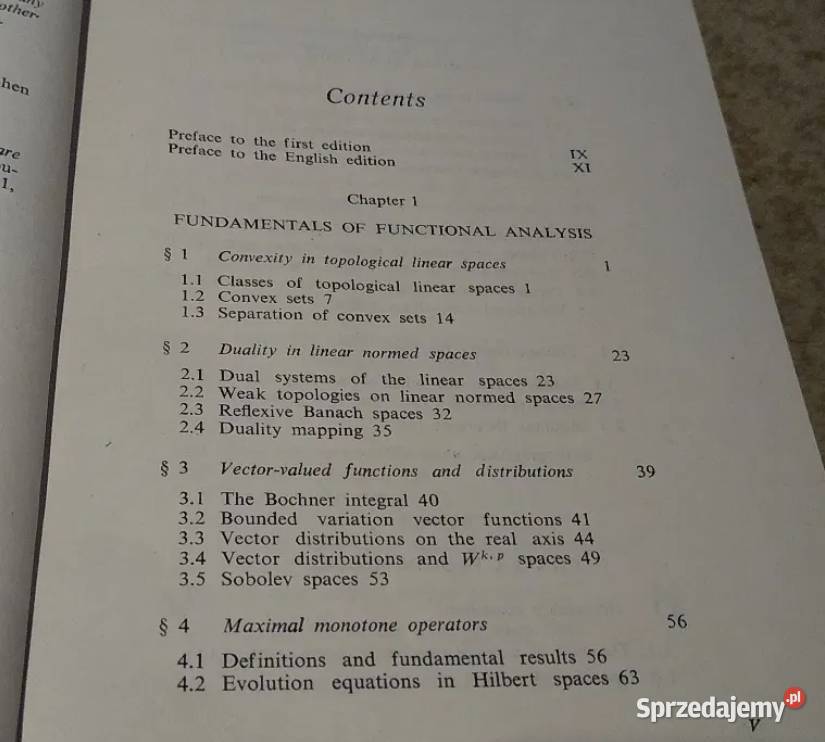 other-
hen
are
u-
1,
Contents
Preface to the first edition IX
Preface to the English edition XI
Chapter 1
FUNDAMENTALS OF FUNCTIONAL ANALYSIS
§ 1 Convexity in topological linear spaces 1
1.1 Classes of topological linear spaces 1
1.2 Convex sets 7
1.3 Separation of convex sets 14
§ 2 Duality in linear normed spaces 23
2.1 Dual systems of the linear spaces 23
2.2 Weak topologies on linear normed spaces 27
2.3 Reflexive Banach spaces 32
2.4 Duality mapping 35
§ 3 Vector-valued functions and distributions 39
3.1 The Bochner integral 40
3.2 Bounded variation vector functions 41
3.3 Vector distributions on the real axis 44
3.4 Vector distributions and W^{k,p} spaces 49
3.5 Sobolev spaces 53
§ 4 Maximal monotone operators 56
4.1 Definitions and fundamental results 56
4.2 Evolution equations in Hilbert spaces 63
V
Sprzedajemy.pl